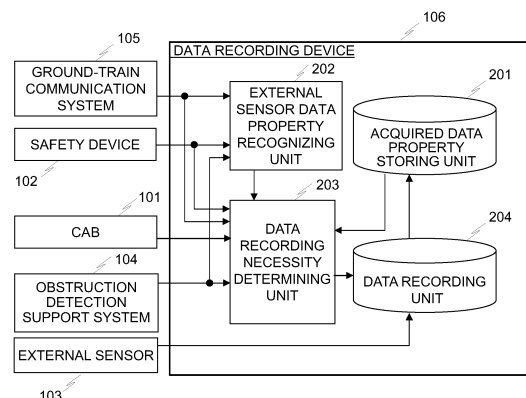 106
105
DATA RECORDING DEVICE
202
201
GROUND-TRAIN
COMMUNICATION
SYSTEM
EXTERNAL
SENSOR DATA
PROPERTY
RECOGNIZING
UNIT
ACQUIRED DATA
PROPERTY
STORING UNIT
SAFETY DEVICE
102
101
203
CAB
104
DATA
RECORDING
NECESSITY
DETERMINING
UNIT
204
OBSTRUCTION
DETECTION
SUPPORT SYSTEM
DATA RECORDING
UNIT
EXTERNAL SENSOR
103